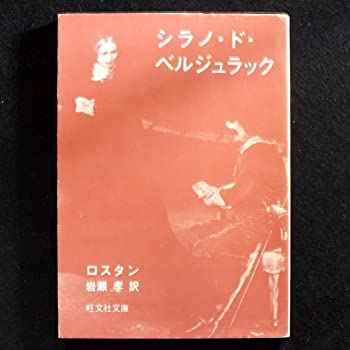 シラノ・ド・
ベルジュラック
ロスタン
岩瀬 孝 訳
旺文社文庫